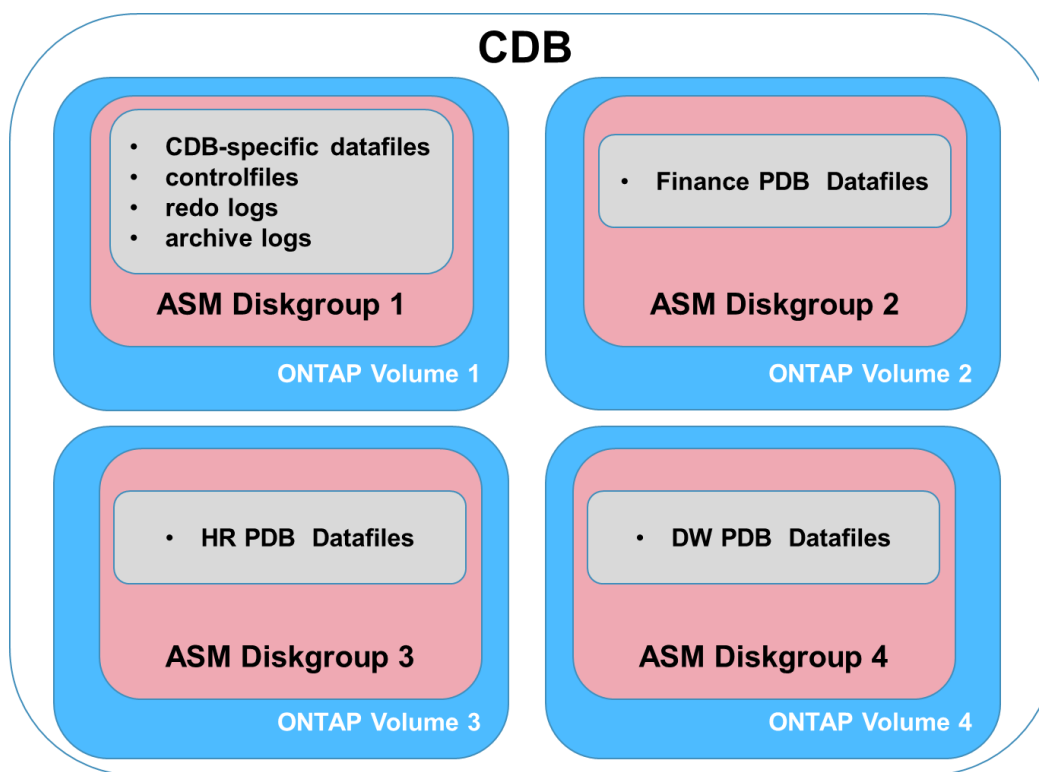 CDB
• CDB-specific datafiles
• controlfiles
• redo logs
• archive logs
ASM Diskgroup 1
ONTAP Volume 1
• Finance PDB Datafiles
ASM Diskgroup 2
ONTAP Volume 2
• HR PDB Datafiles
ASM Diskgroup 3
ONTAP Volume 3
• DW PDB Datafiles
ASM Diskgroup 4
ONTAP Volume 4